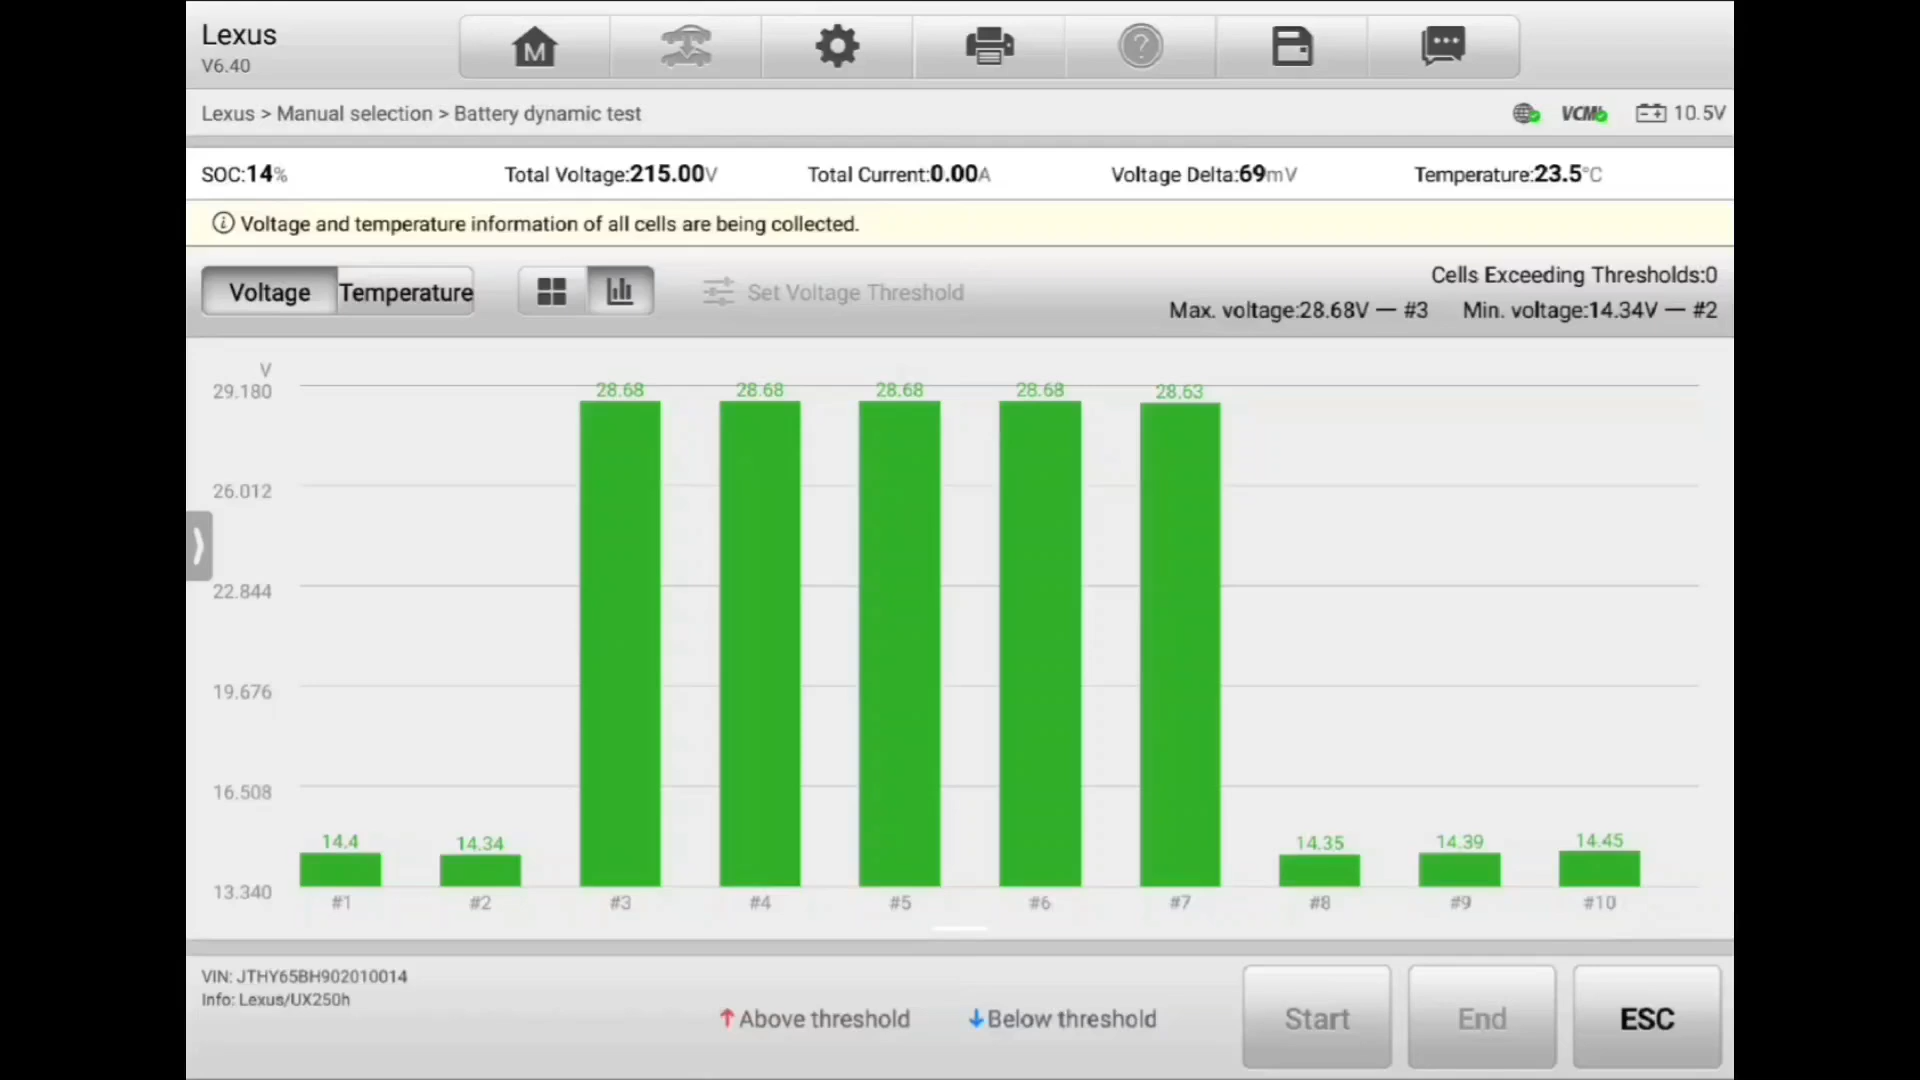 Lexus
V6.40
M
?
Lexus > Manual selection > Battery dynamic test
VCMI
10.5V
SOC:14%
Total Voltage:215.00V
Total Current:0.00A
Voltage Delta:69mV
Temperature:23.5°C
Voltage and temperature information of all cells are being collected.
Voltage
Temperature
Set Voltage Threshold
Cells Exceeding Thresholds:0
Max. voltage:28.68V — #3
Min. voltage:14.34V — #2
V
29.180
26.012
22.844
19.676
16.508
13.340
14.4
14.34
28.68
28.68
28.68
28.68
28.63
14.35
14.39
14.45
#1
#2
#3
#4
#5
#6
#7
#8
#9
#10
VIN: JTHY65BH902010014
Info: Lexus/UX250h
Above threshold
Below threshold
Start
End
ESC